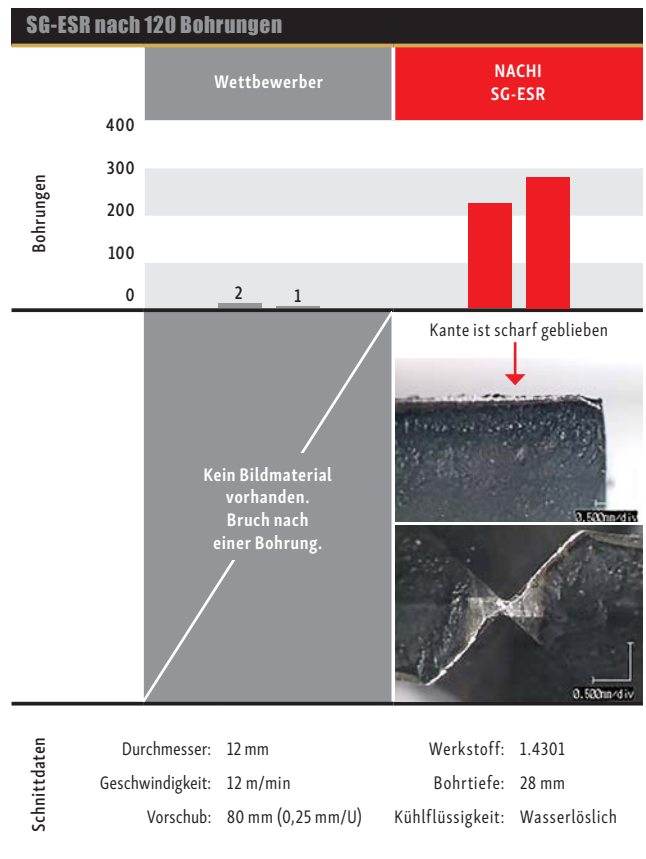 SG-ESR nach 120 Bohrungen
Wettbewerber
NACHI
SG-ESR
Bohrungen
400
300
200
100
0
2
1
Kante ist scharf geblieben
0.500mm/div
Kein Bildmaterial
vorhanden.
Bruch nach
einer Bohrung.
0.500mm/div
Schnittdaten
Durchmesser: 12 mm
Werkstoff: 1.4301
Geschwindigkeit: 12 m/min
Bohrtiefe: 28 mm
Vorschub: 80 mm (0,25 mm/U)
Kühlflüssigkeit: Wasserlöslich